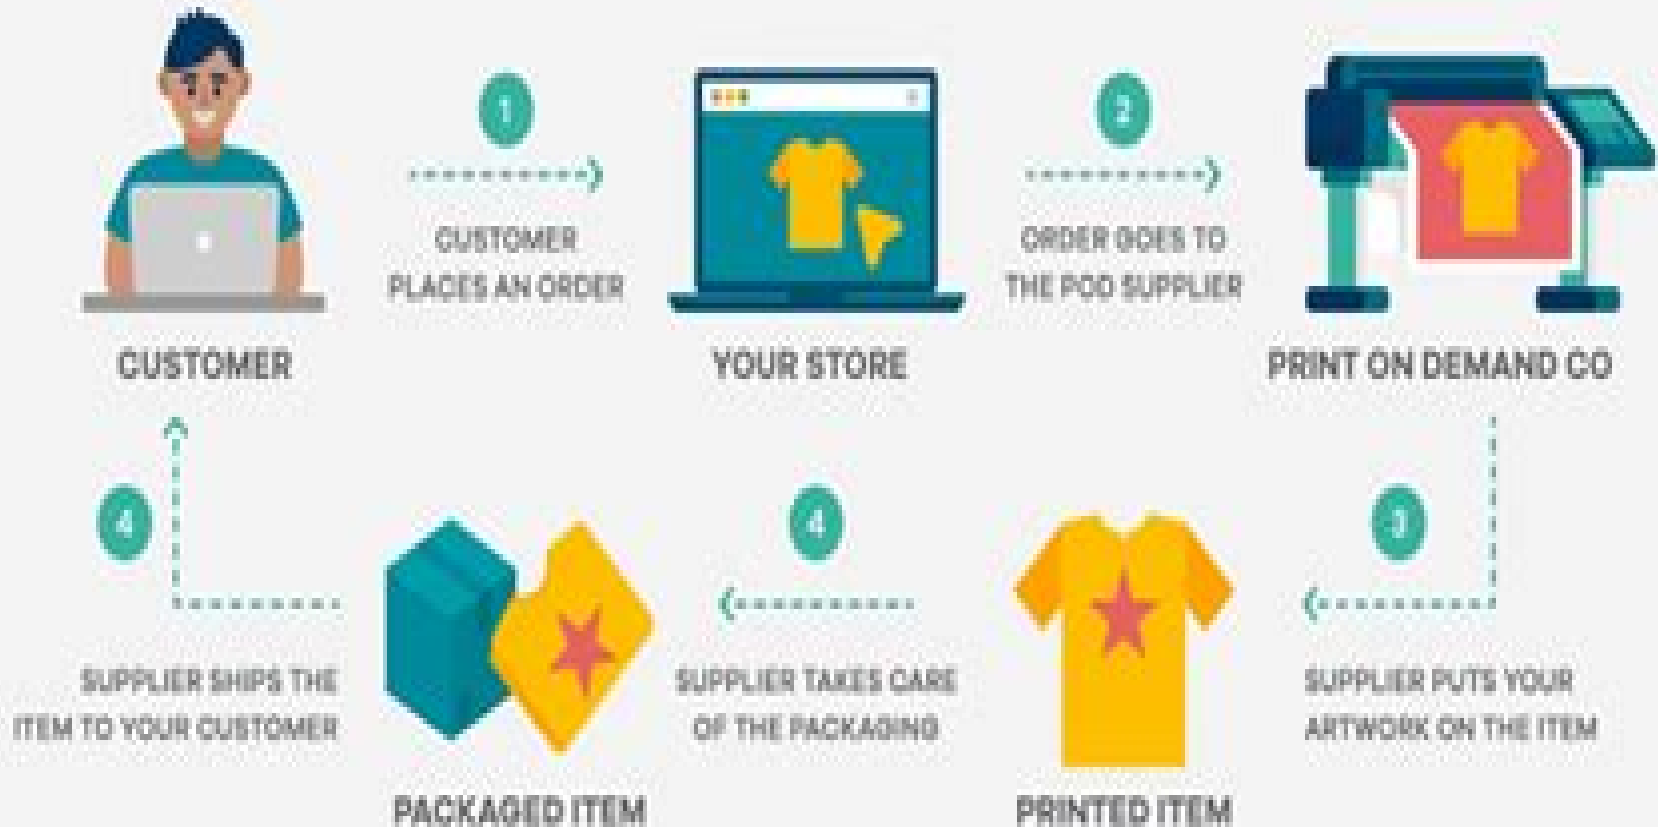 1
2
CUSTOMER
PLACES AN ORDER
ORDER GOES TO
THE POD SUPPLIER
CUSTOMER
YOUR STORE
PRINT ON DEMAND CO
4
4
3
SUPPLIER SHIPS THE
ITEM TO YOUR CUSTOMER
SUPPLIER TAKES CARE
OF THE PACKAGING
SUPPLIER PUTS YOUR
ARTWORK ON THE ITEM
PACKAGED ITEM
PRINTED ITEM